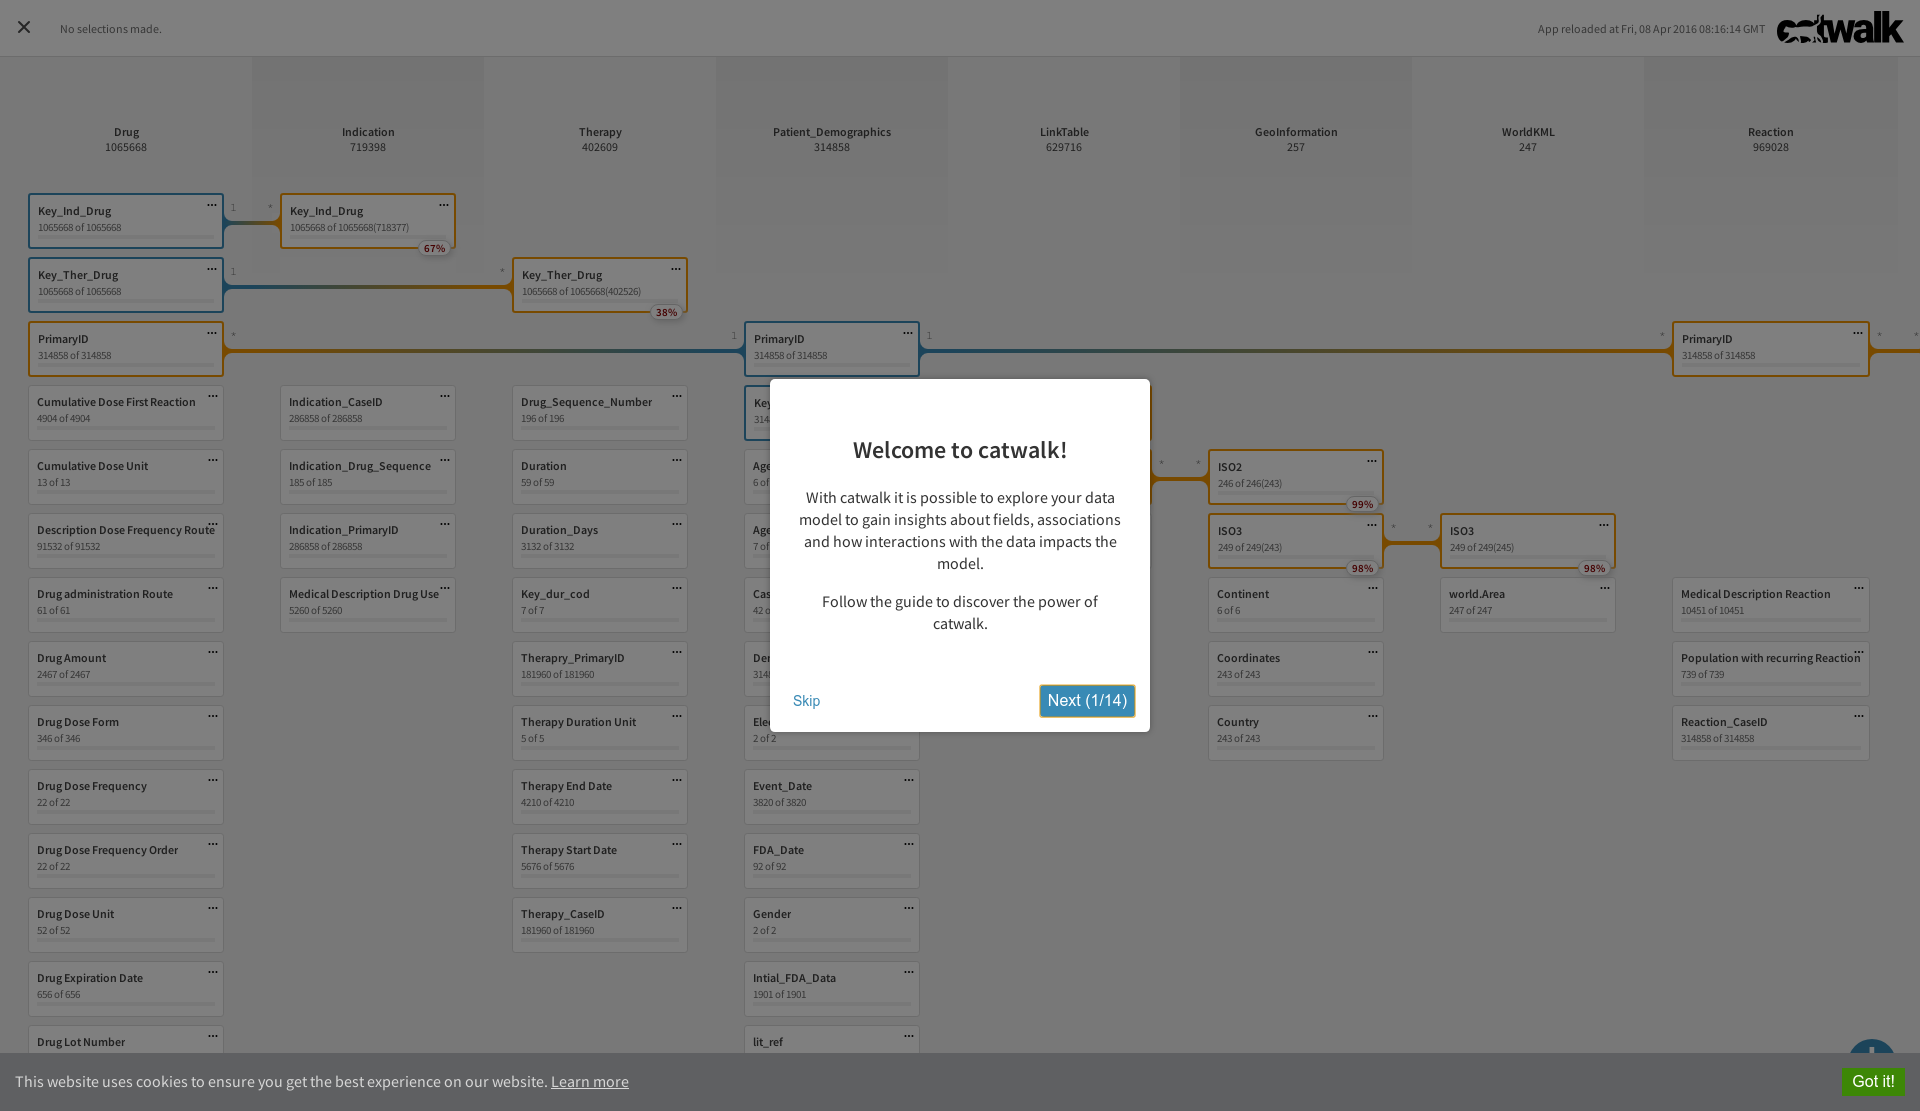 No selections made.
App reloaded at Fri, 08 Apr 2016 08:16:14 GMT
catwalk
Drug
1065668
Indication
719398
Therapy
402609
Patient_Demographics
314858
LinkTable
629716
GeoInformation
257
WorldKML
247
Reaction
969028
Key_Ind_Drug
1065668 of 1065668
1
*
Key_Ind_Drug
1065668 of 1065668(718377)
67%
Key_Ther_Drug
1065668 of 1065668
1
*
Key_Ther_Drug
1065668 of 1065668(402526)
38%
PrimaryID
314858 of 314858
*
1
PrimaryID
314858 of 314858
1
*
PrimaryID
314858 of 314858
*
*
Cumulative Dose First Reaction
4904 of 4904
Cumulative Dose Unit
13 of 13
Description Dose Frequency Route
91532 of 91532
Drug administration Route
61 of 61
Drug Amount
2467 of 2467
Drug Dose Form
346 of 346
Drug Dose Frequency
22 of 22
Drug Dose Frequency Order
22 of 22
Drug Dose Unit
52 of 52
Drug Expiration Date
656 of 656
Drug Lot Number
Indication_CaseID
286858 of 286858
Indication_Drug_Sequence
185 of 185
Indication_PrimaryID
286858 of 286858
Medical Description Drug Use
5260 of 5260
Drug_Sequence_Number
196 of 196
Duration
59 of 59
Duration_Days
3132 of 3132
Key_dur_cod
7 of 7
Therapry_PrimaryID
181960 of 181960
Therapy Duration Unit
5 of 5
Therapy End Date
4210 of 4210
Therapy Start Date
5676 of 5676
Therapy_CaseID
181960 of 181960
Key
314
Age
6 of
Age
7 of
Cas
42 o
Der
314
Elec
2 of 2
Event_Date
3820 of 3820
FDA_Date
92 of 92
Gender
2 of 2
Intial_FDA_Data
1901 of 1901
lit_ref
*
*
ISO2
246 of 246(243)
99%
ISO3
249 of 249(243)
98%
*
*
ISO3
249 of 249(245)
98%
Continent
6 of 6
Coordinates
243 of 243
Country
243 of 243
world.Area
247 of 247
Medical Description Reaction
10451 of 10451
Population with recurring Reaction
739 of 739
Reaction_CaseID
314858 of 314858
Welcome to catwalk!
With catwalk it is possible to explore your data
model to gain insights about fields, associations
and how interactions with the data impacts the
model.
Follow the guide to discover the power of
catwalk.
Skip
Next (1/14)
This website uses cookies to ensure you get the best experience on our website. Learn more
Got it!